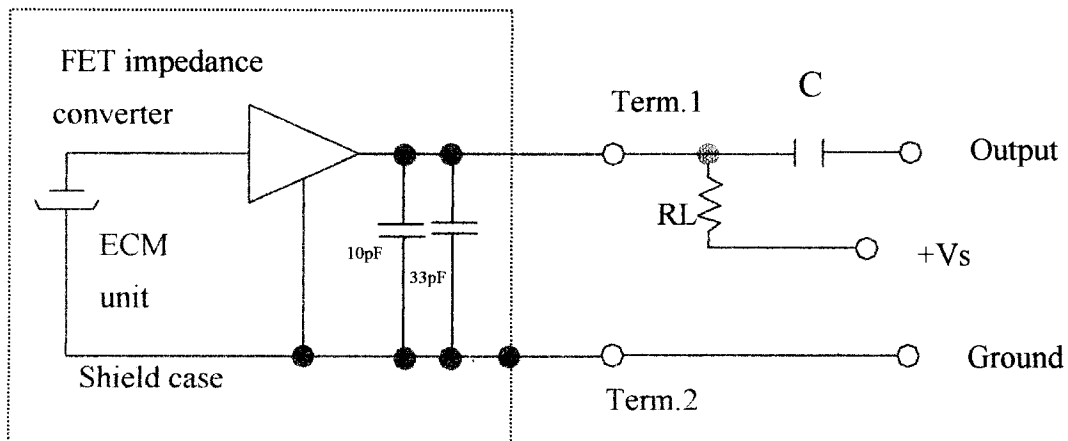 FET impedance
converter
Term.1
C
Output
RL
+Vs
ECM
unit
10pF
33pF
Shield case
Term.2
Ground